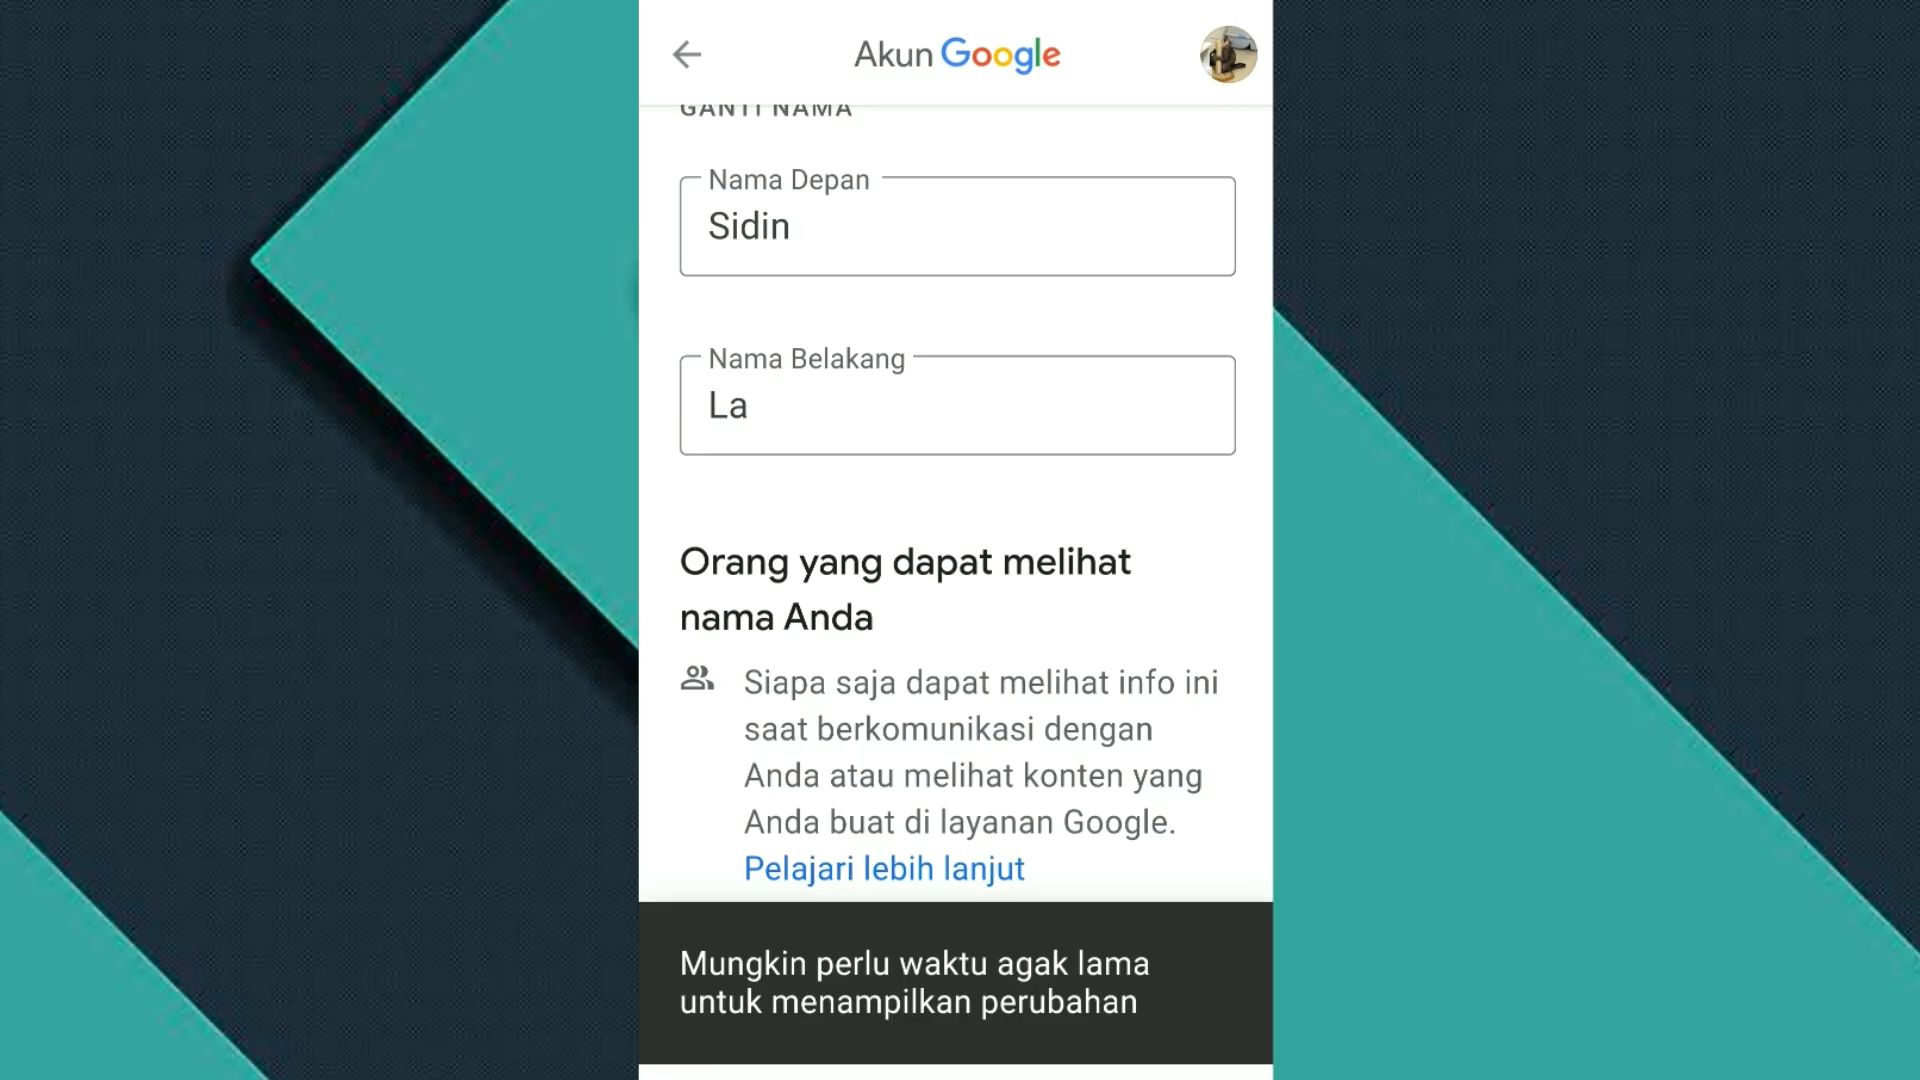 Akun Google
GANTI NAMA
Nama Depan
Sidin
Nama Belakang
La
Orang yang dapat melihat
nama Anda
Siapa saja dapat melihat info ini
saat berkomunikasi dengan
Anda atau melihat konten yang
Anda buat di layanan Google.
Pelajari lebih lanjut
Mungkin perlu waktu agak lama
untuk menampilkan perubahan